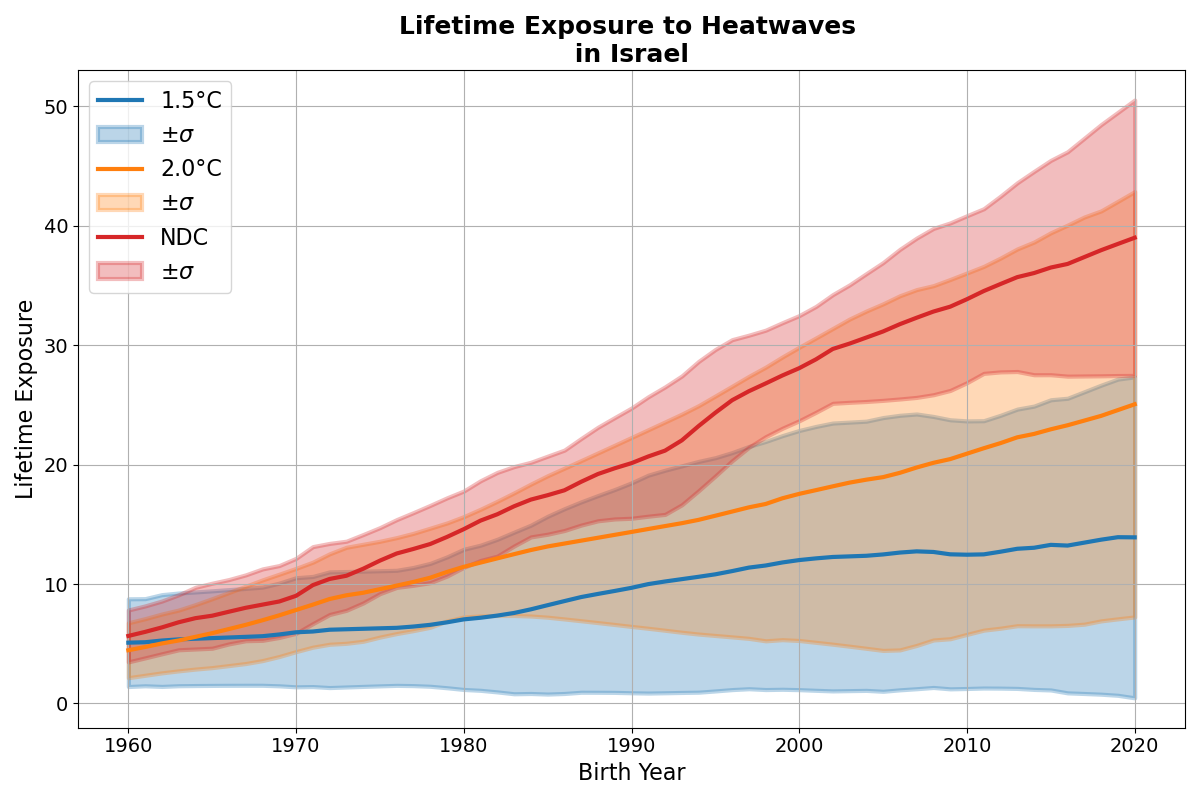 Lifetime Exposure to Heatwaves
in Israel
1.5°C
±σ
2.0°C
±σ
NDC
±σ
Lifetime Exposure
50
40
30
20
10
0
1960
1970
1980
1990
2000
2010
2020
Birth Year